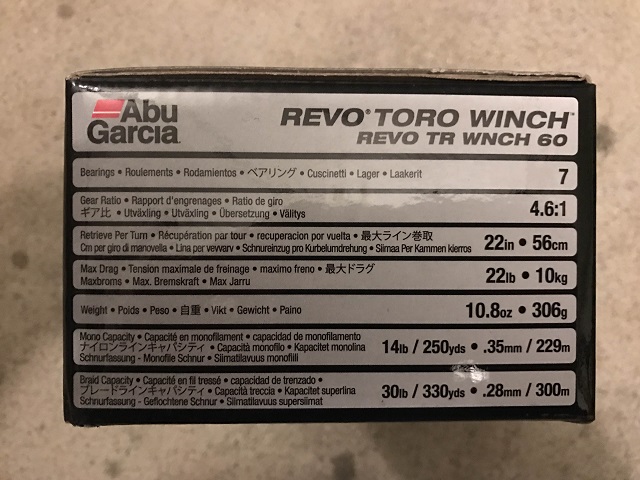 Abu
Garcia
REVO® TORO WINCH™
REVO TR WNCH 60
Bearings • Roulements • Rodamientos • ベアリング • Cuscinetti • Lager • Laakerit
7
Gear Ratio • Rapport d'engrenages • Ratio de giro
ギア比 • Utväxling • Utväxling • Übersetzung • Välitys
4.6:1
Retrieve Per Turn • Récupération par tour • recuperacion por vuelta • 最大ライン巻取
Cm per giro di manovella • Lina per vevvarv • Schnureinzug pro Kurbelumdrehung • Siimaa Per Kammen kierros
22in • 56cm
Max Drag • Tension maximale de freinage • maximo freno • 最大ドラグ
Maxbroms • Max. Bremskraft • Max Jarru
22lb • 10kg
Weight • Poids • Peso • 自重 • Vikt • Gewicht • Paino
10.8oz • 306g
Mono Capacity • Capacité en monofilament • capacidad de monofilamento
ナイロンラインキャパシティ • Capacità monofilo • Kapacitet monolina
Schnurfassung - Monofile Schnur • Siimatilavuus monofiili
14lb / 250yds • .35mm / 229m
Braid Capacity • Capacité en fil tressé • capacidad de trenzado •
ブレードラインキャパシティ • Capacità treccia • Kapacitet superlina
Schnurfassung - Geflochtene Schnur • Siimatilavuus supersiimat
30lb / 330yds • .28mm / 300m